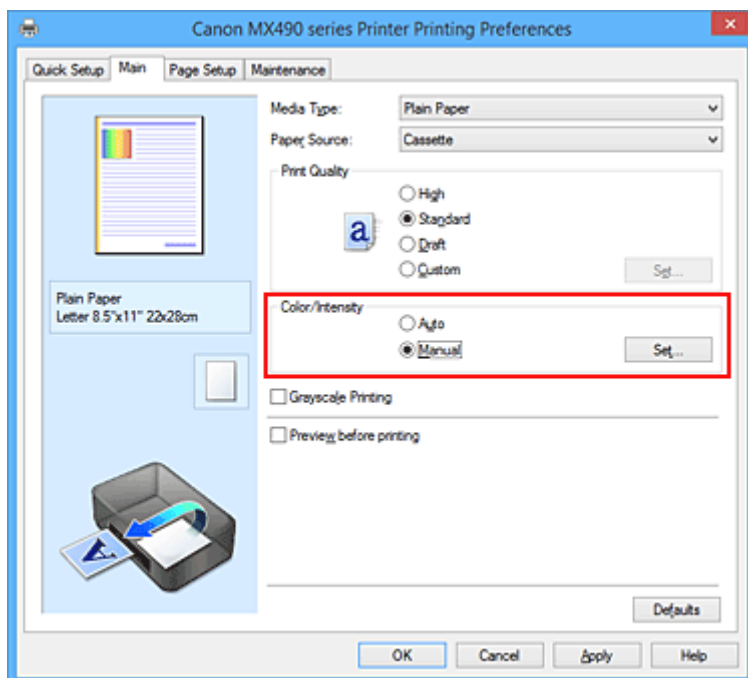 Canon MX490 series Printer Printing Preferences
Quick Setup Main Page Setup Maintenance
Media Type: Plain Paper
Paper Source: Cassette
Print Quality
High
a Standard
Draft
Custom Set...
Plain Paper
Letter 8.5"x11" 22x28cm
Color/Intensity
Auto
Manual Set...
Grayscale Printing
Preview before printing
A
Defaults
OK Cancel Apply Help